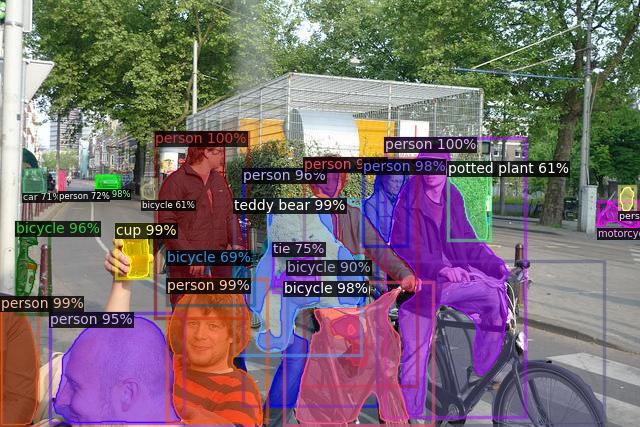 person 100%
person 100%
person 9
person 98%
person 96%
potted plant 61%
98%
car 71%
person 72%
bicycle 61%
teddy bear 99%
pers
bicycle 96%
cup 99%
motorcy
tie 75%
bicycle 69%
bicycle 90%
person 99%
bicycle 98%
person 99%
person 95%